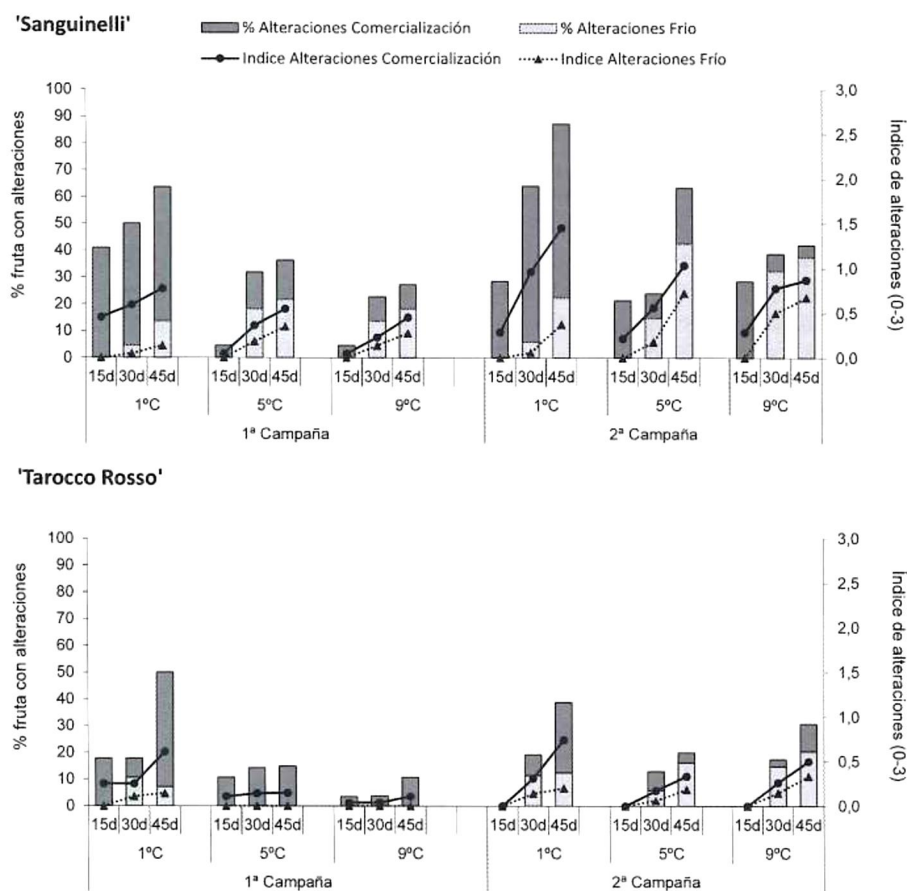 'Sanguinelli'
% Alteraciones Comercialización % Alteraciones Frio
Indice Alteraciones Comercialización Indice Alteraciones Frío
% fruta con alteraciones
100
90
80
70
60
50
40
30
20
10
0
3,0
2,5
2,0
1,5
1,0
0,5
0,0
Índice de alteraciones (0-3)
15d 30d 45d 15d 30d 45d 15d 30d 45d 15d 30d 45d 15d 30d 45d 15d 30d 45d
1ºC 5ºC 9ºC 1ºC 5ºC 9ºC
1ª Campaña 2ª Campaña
'Tarocco Rosso'
% fruta con alteraciones
100
90
80
70
60
50
40
30
20
10
0
3,0
2,5
2,0
1,5
1,0
0,5
0,0
Índice de alteraciones (0-3)
15d 30d 45d 15d 30d 45d 15d 30d 45d 15d 30d 45d 15d 30d 45d 15d 30d 45d
1ºC 5ºC 9ºC 1ºC 5ºC 9ºC
1ª Campaña 2ª Campaña